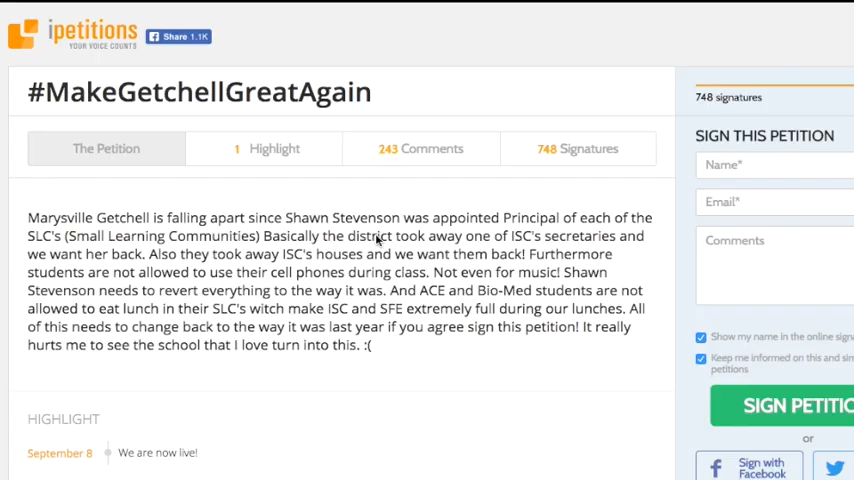 ipetitions
YOUR VOICE COUNTS
Share 1.1K
#MakeGetchellGreatAgain
The Petition
1 Highlight
243 Comments
748 Signatures
Marysville Getchell is falling apart since Shawn Stevenson was appointed Principal of each of the
SLC's (Small Learning Communities) Basically the district took away one of ISC's secretaries and
we want her back. Also they took away ISC's houses and we want them back! Furthermore
students are not allowed to use their cell phones during class. Not even for music! Shawn
Stevenson needs to revert everything to the way it was. And ACE and Bio-Med students are not
allowed to eat lunch in their SLC's witch make ISC and SFE extremely full during our lunches. All
of this needs to change back to the way it was last year if you agree sign this petition! It really
hurts me to see the school that I love turn into this. :(
HIGHLIGHT
September 8 We are now live!
748 signatures
SIGN THIS PETITION
Name*
Email*
Comments
Show my name in the online sign
Keep me informed on this and sim
petitions
SIGN PETITIO
or
Sign with
Facebook